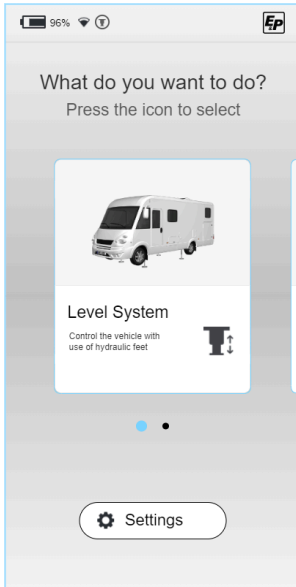 96%
EP
What do you want to do?
Press the icon to select
Level System
Control the vehicle with
use of hydraulic feet
Settings